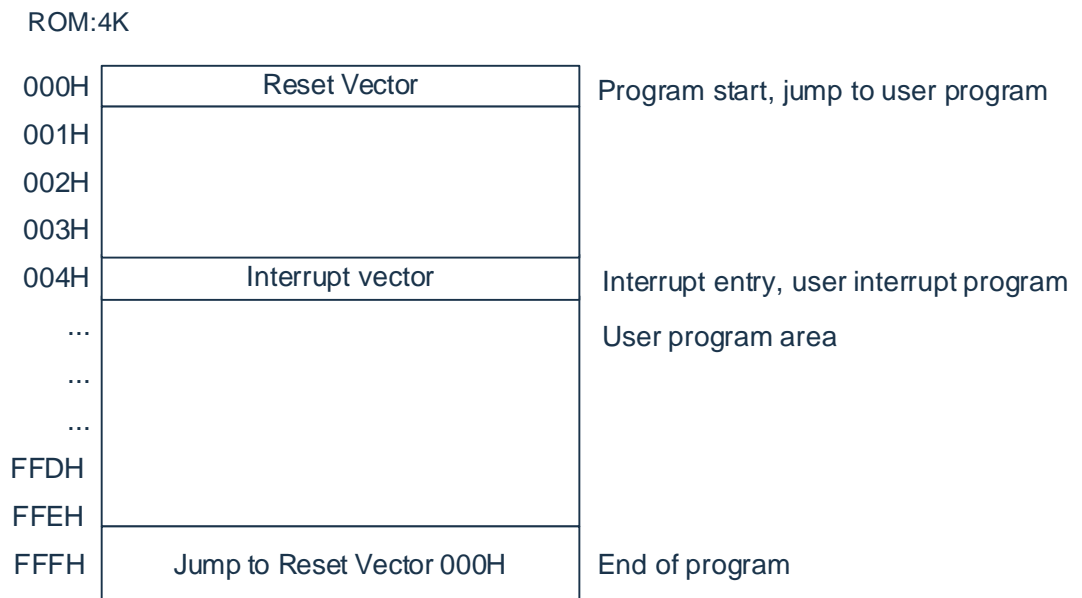 ROM:4K
000H Reset Vector Program start, jump to user program
001H
002H
003H
004H Interrupt vector Interrupt entry, user interrupt program
... User program area
...
...
FFDH
FFEH
FFFH Jump to Reset Vector 000H End of program